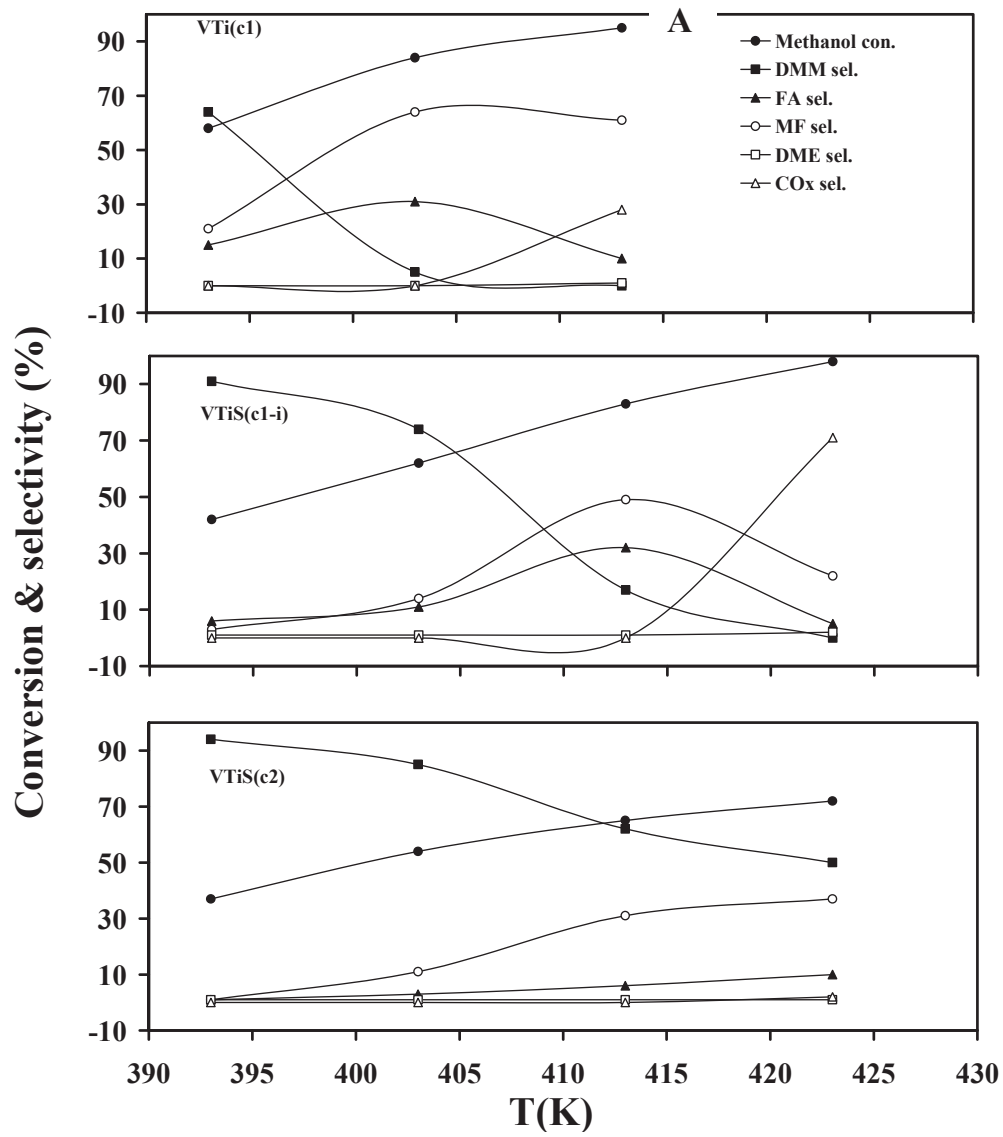 A
VTi(c1)
Methanol con.
DMM sel.
FA sel.
MF sel.
DME sel.
COx sel.
90
70
50
30
10
-10
VTiS(c1-i)
90
70
50
30
10
-10
VTiS(c2)
90
70
50
30
10
-10
390 395 400 405 410 415 420 425 430
T(K)
Conversion & selectivity (%)